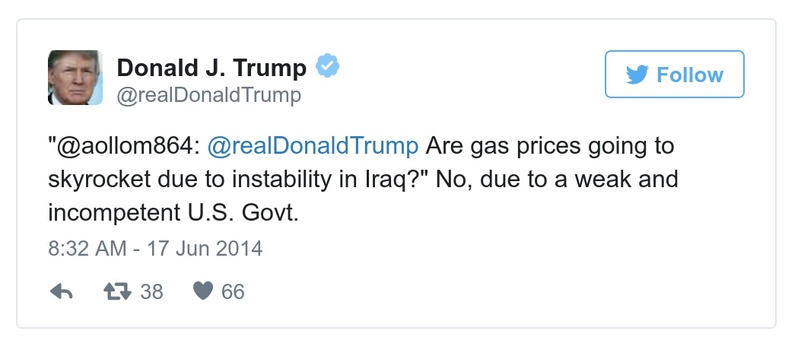 Donald J. Trump
@realDonaldTrump
Follow
"@aollom864: @realDonaldTrump Are gas prices going to
skyrocket due to instability in Iraq?" No, due to a weak and
incompetent U.S. Govt.
8:32 AM - 17 Jun 2014
38 66